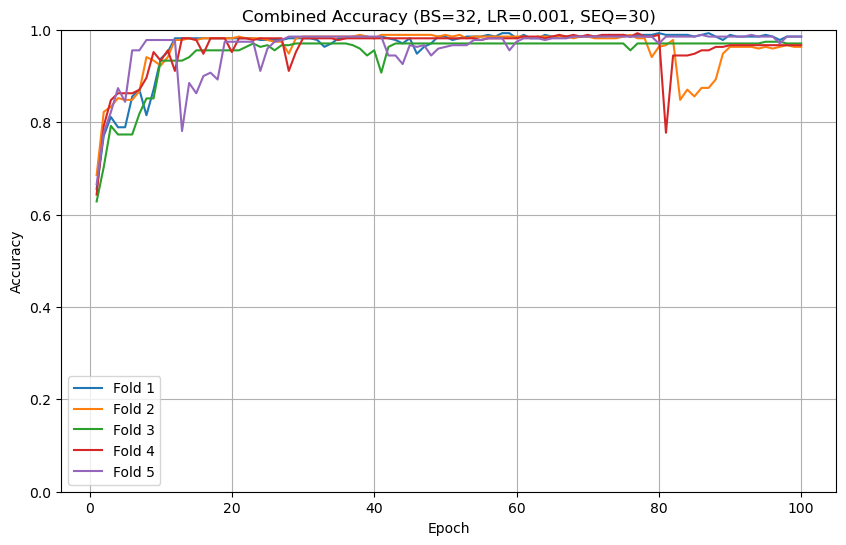 Combined Accuracy (BS=32, LR=0.001, SEQ=30)
1.0
0.8
0.6
0.4
0.2
0.0
Accuracy
Fold 1
Fold 2
Fold 3
Fold 4
Fold 5
0 20 40 60 80 100
Epoch